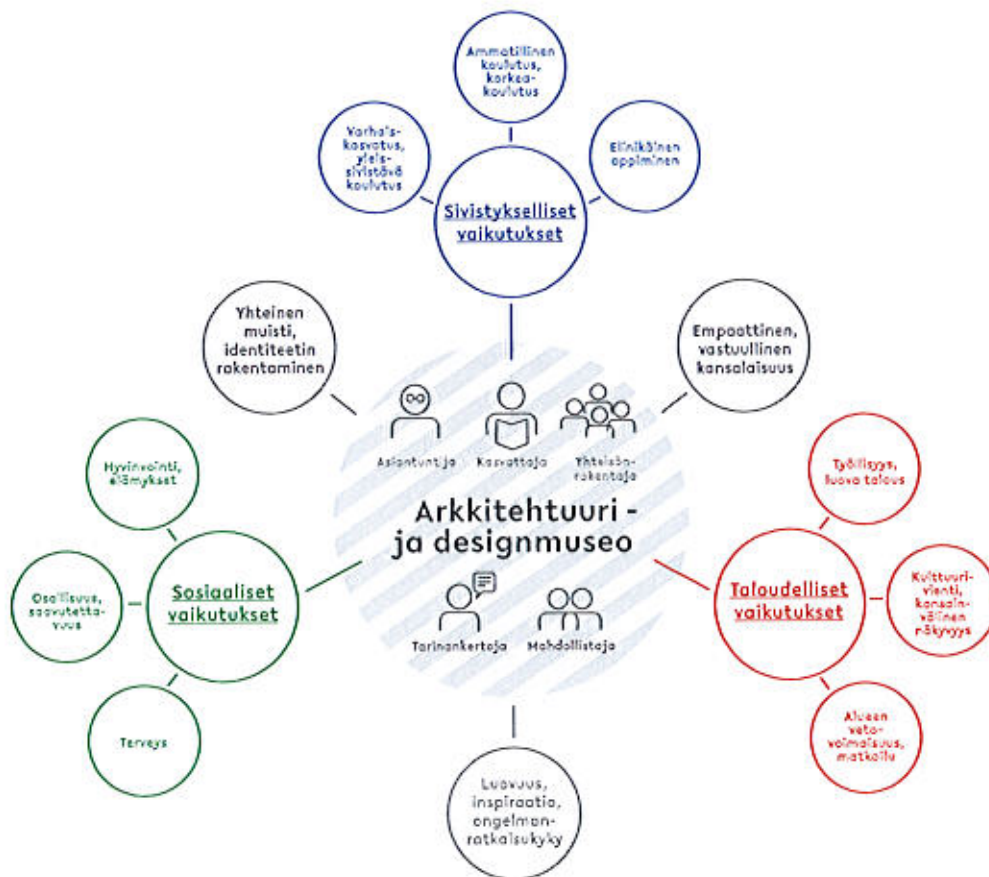 Ammatillinen
koulutus,
korkea-
koulutus
Varhais-
kasvatus,
yleis-
sivistävä
koulutus
Elinikäinen
oppiminen
Sivistykselliset
vaikutukset
Yhteinen
muisti,
identiteetin
rakentaminen
Empaattinen,
vastuullinen
kansalaisuus
Asiantuntija
Kasvattaja
Yhteisön-
rakentaja
Arkkitehtuuri -
ja designmuseo
Tarinankertoja
Mahdollistaja
Hyvinvointi,
elämykset
Osallisuus,
saavutetta-
vuus
Terveys
Sosiaaliset
vaikutukset
Työllisyys,
luova talous
Taloudelliset
vaikutukset
Kulttuuri-
vienti,
kansain-
välinen
näkyvyys
Alueen
veto-
voimaisuus,
matkailu
Luovuus,
inspiraatio,
ongelman-
ratkaisukyky